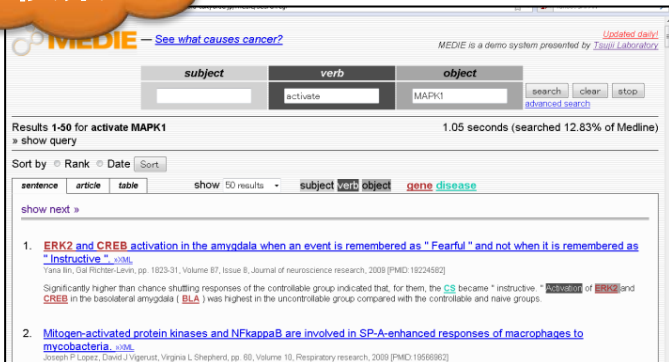 MEDIE — See what causes cancer?
Updated daily!
MEDIE is a demo system presented by Tsujii Laboratory
subject verb object
activate MAPK1 search clear stop
advanced search
Results 1-50 for activate MAPK1 1.05 seconds (searched 12.83% of Medline)
» show query
Sort by Rank Date Sort
sentence article table show 50 results subject verb object gene disease
show next »
1. ERK2 and CREB activation in the amygdala when an event is remembered as " Fearful " and not when it is remembered as
" Instructive ". »XML
Yana Ilin, Gal Richter-Levin, pp. 1823-31, Volume 87, Issue 8, Journal of neuroscience research, 2009 [PMID:18224582]
Significantly higher than chance shuttling responses of the controllable group indicated that, for them, the CS became " instructive. " Activation of ERK2 and
CREB in the basolateral amygdala ( BLA ) was highest in the uncontrollable group compared with the controllable and naive groups.
2. Mitogen-activated protein kinases and NFkappaB are involved in SP-A-enhanced responses of macrophages to
mycobacteria. »XML
Joseph P Lopez, David J Vigerust, Virginia L Shepherd, pp. 60, Volume 10, Respiratory research, 2009 [PMID:19566962]